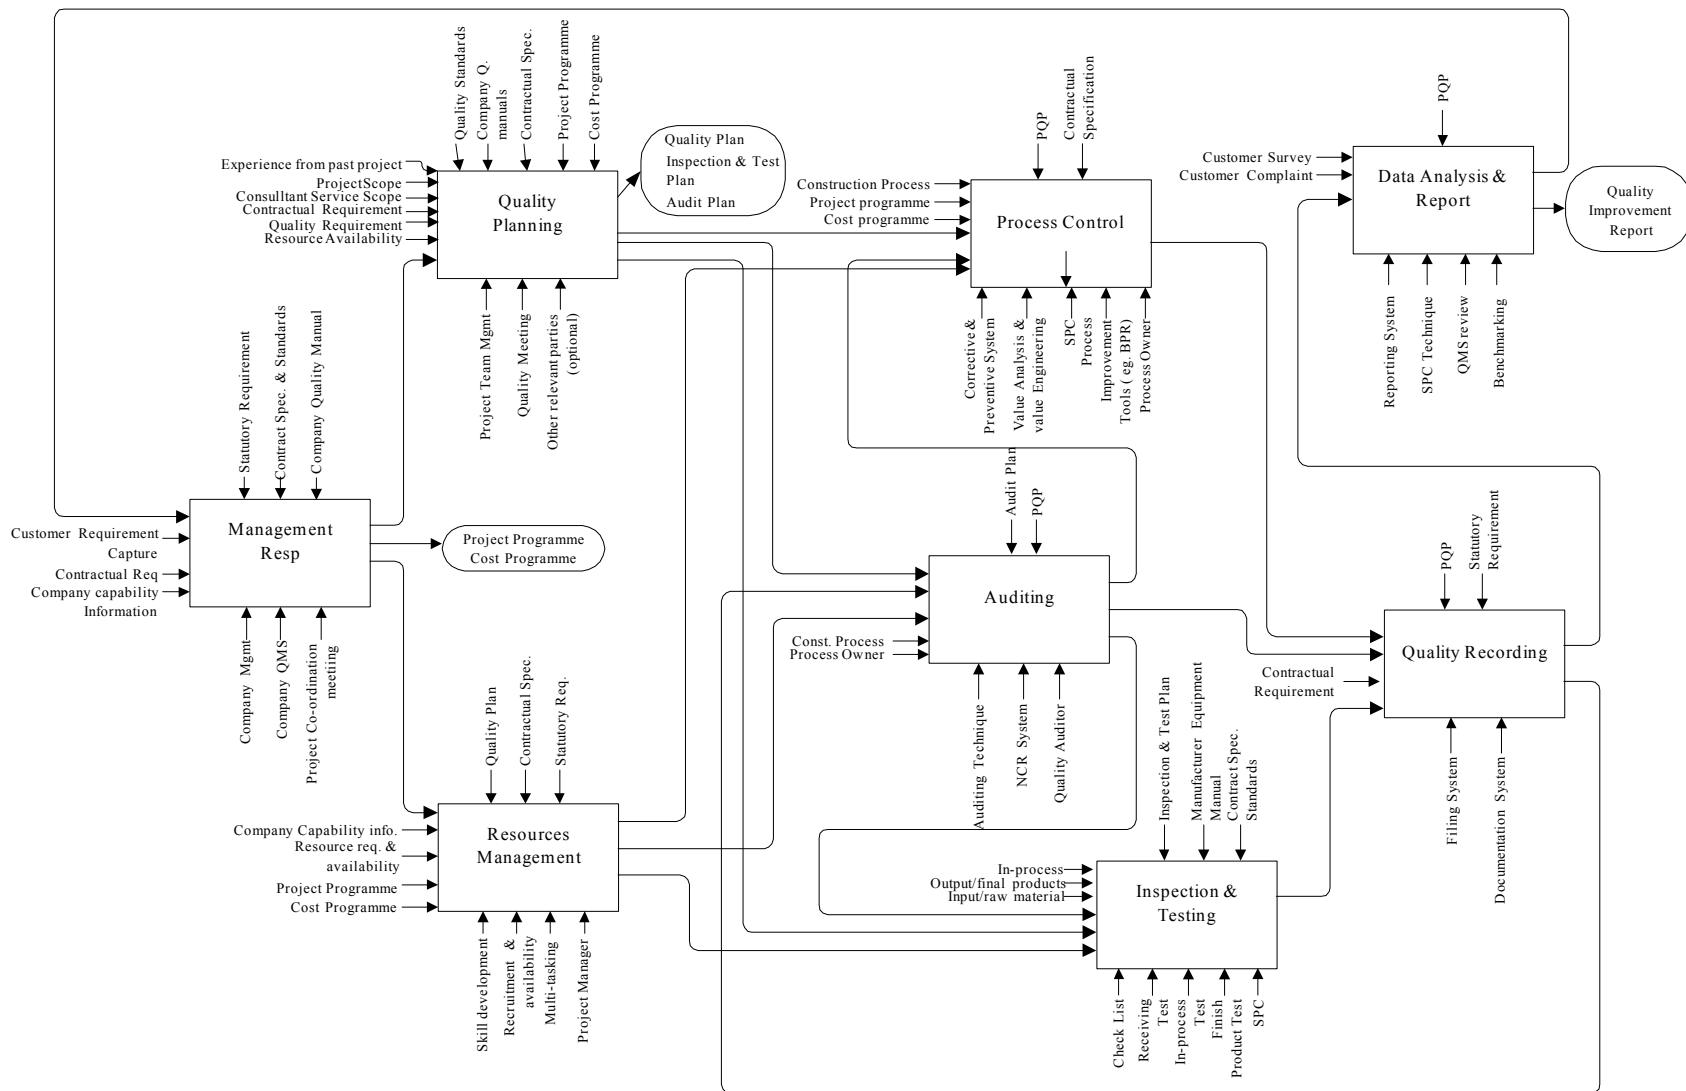 Quality Standards
Company Q.
manuals
Contractual Spec.
Project Programme
Cost Programme
Experience from past project
ProjectScope
Consulltant Service Scope
Contractual Requirement
Quality Requirement
Resource Availability
Quality
Planning
Quality Plan
Inspection & Test
Plan
Audit Plan
Project Team Mgmt
Quality Meeting
Other relevant parties
(optional)
PQP
Contractual
Specification
Construction Process
Project programme
Cost programme
Process Control
Corrective &
Preventive System
Value Analysis &
value Engineering
SPC
Process
Improvement
Tools ( eg. BPR)
Process Owner
PQP
Customer Survey
Customer Complaint
Data Analysis &
Report
Quality
Improvement
Report
Reporting System
SPC Technique
QMS review
Benchmarking
Statutory Requirement
Contract Spec. & Standards
Company Quality Manual
Management
Resp
Customer Requirement
Capture
Contractual Req
Company capability
Information
Project Programme
Cost Programme
Company Mgmt
Company QMS
Project Co-ordination
meeting
Audit Plan
PQP
Auditing
Const. Process
Process Owner
Auditing Technique
NCR System
Quality Auditor
PQP
Statutory
Requirement
Quality Recording
Contractual
Requirement
Filing System
Documentation System
Quality Plan
Contractual Spec.
Statutory Req.
Company Capability info.
Resource req. &
availability
Project Programme
Cost Programme
Resources
Management
Skill development
Recruitment &
availability
Multi-tasking
Project Manager
Inspection & Test Plan
Manufacturer Equipment
Manual
Contract Spec.
Standards
In-process
Output/final products
Input/raw material
Inspection &
Testing
Check List
Receiving
Test
In-process
Test
Finish
Product Test
SPC